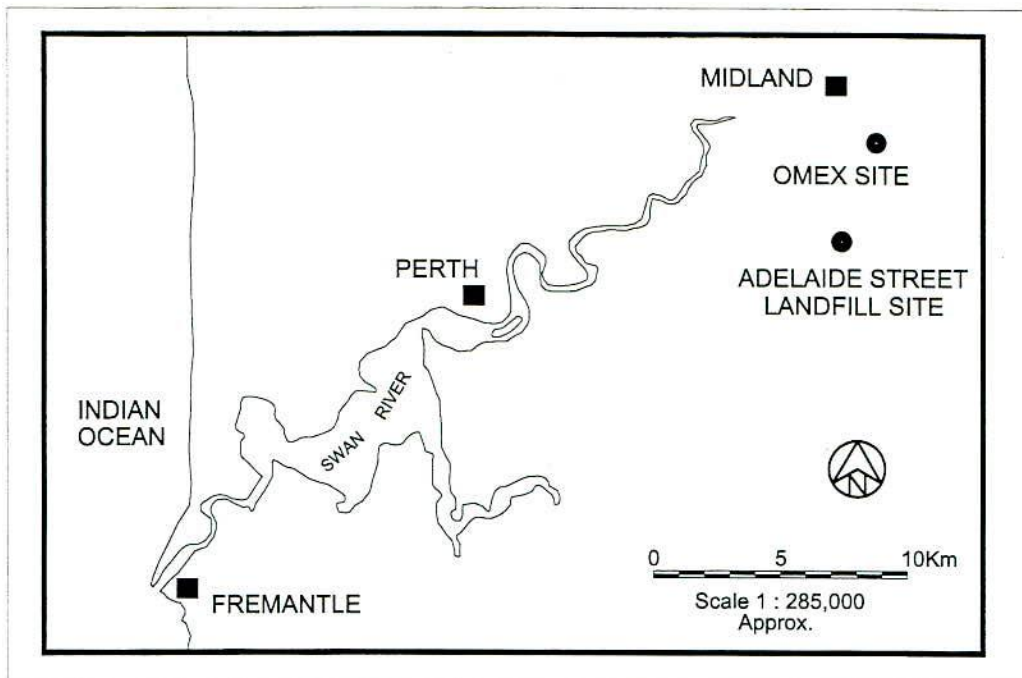 MIDLAND
OMEX SITE
PERTH
ADELAIDE STREET
LANDFILL SITE
INDIAN
OCEAN
SWAN RIVER
N
0 5 10Km
Scale 1 : 285,000
Approx.
FREMANTLE